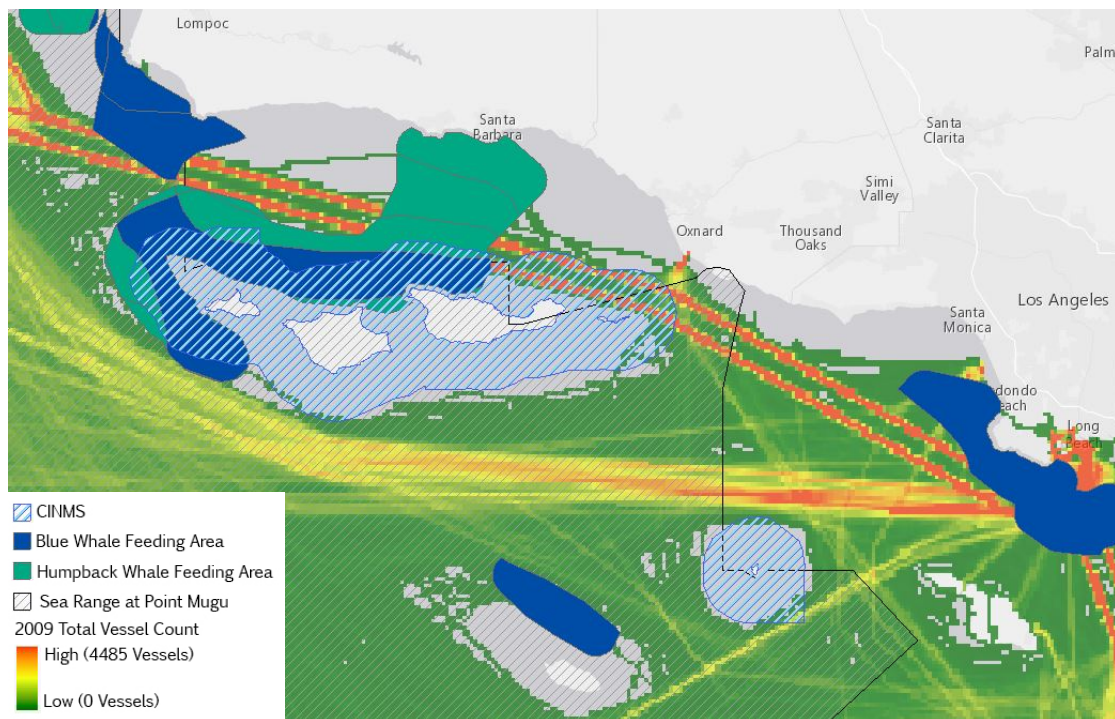 Lompoc
Palm
Santa
Barbara
Santa
Clarita
Simi
Valley
Oxnard
Thousand
Oaks
Los Angeles
Santa
Monica
dondo
each
Long
Beach
CINMS
Blue Whale Feeding Area
Humpback Whale Feeding Area
Sea Range at Point Mugu
2009 Total Vessel Count
High (4485 Vessels)
Low (0 Vessels)